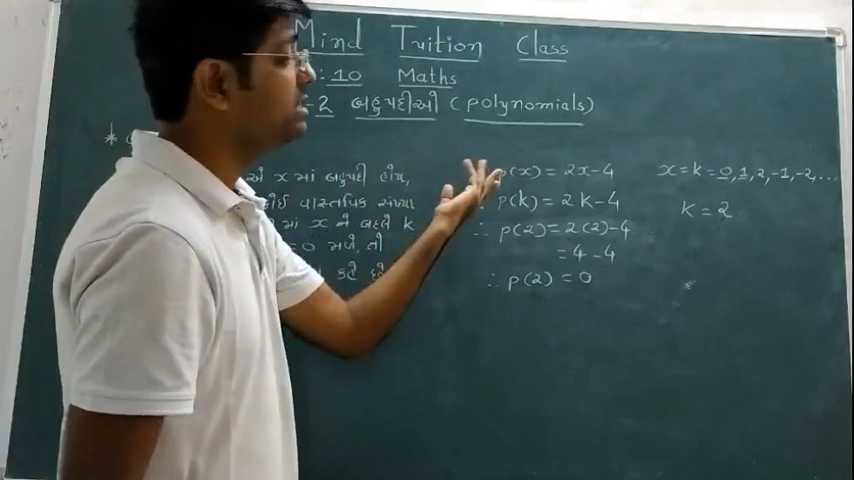 Mind Tuition Class
: 10 Maths
-2 બહુપદીઓ (polynomials)
*
એ x માં બહુપદી હોય,
કોઈ વાસ્તવિક સંખ્યા
માં x ને બદલે k
=0 મળે, તો
કહે
p(x) = 2x-4
p(k) = 2k-4
∴ p(2) = 2(2)-4
= 4-4
∴ p(2) = 0
x = k = 0, 1, 2, -1, -2, ...
k = 2